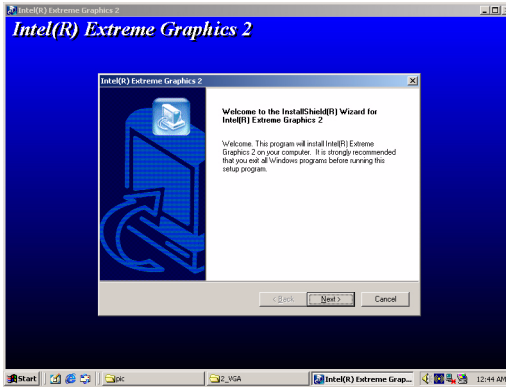 Intel(R) Extreme Graphics 2
Intel(R) Extreme Graphics 2
Intel(R) Extreme Graphics 2
Welcome to the InstallShield(R) Wizard for
Intel(R) Extreme Graphics 2
Welcome. This program will install Intel(R) Extreme
Graphics 2 on your computer. It is strongly recommended
that you exit all Windows programs before running this
setup program.
< Back Next > Cancel
Start pic 2_VGA Intel(R) Extreme Grap... 12:44 AM